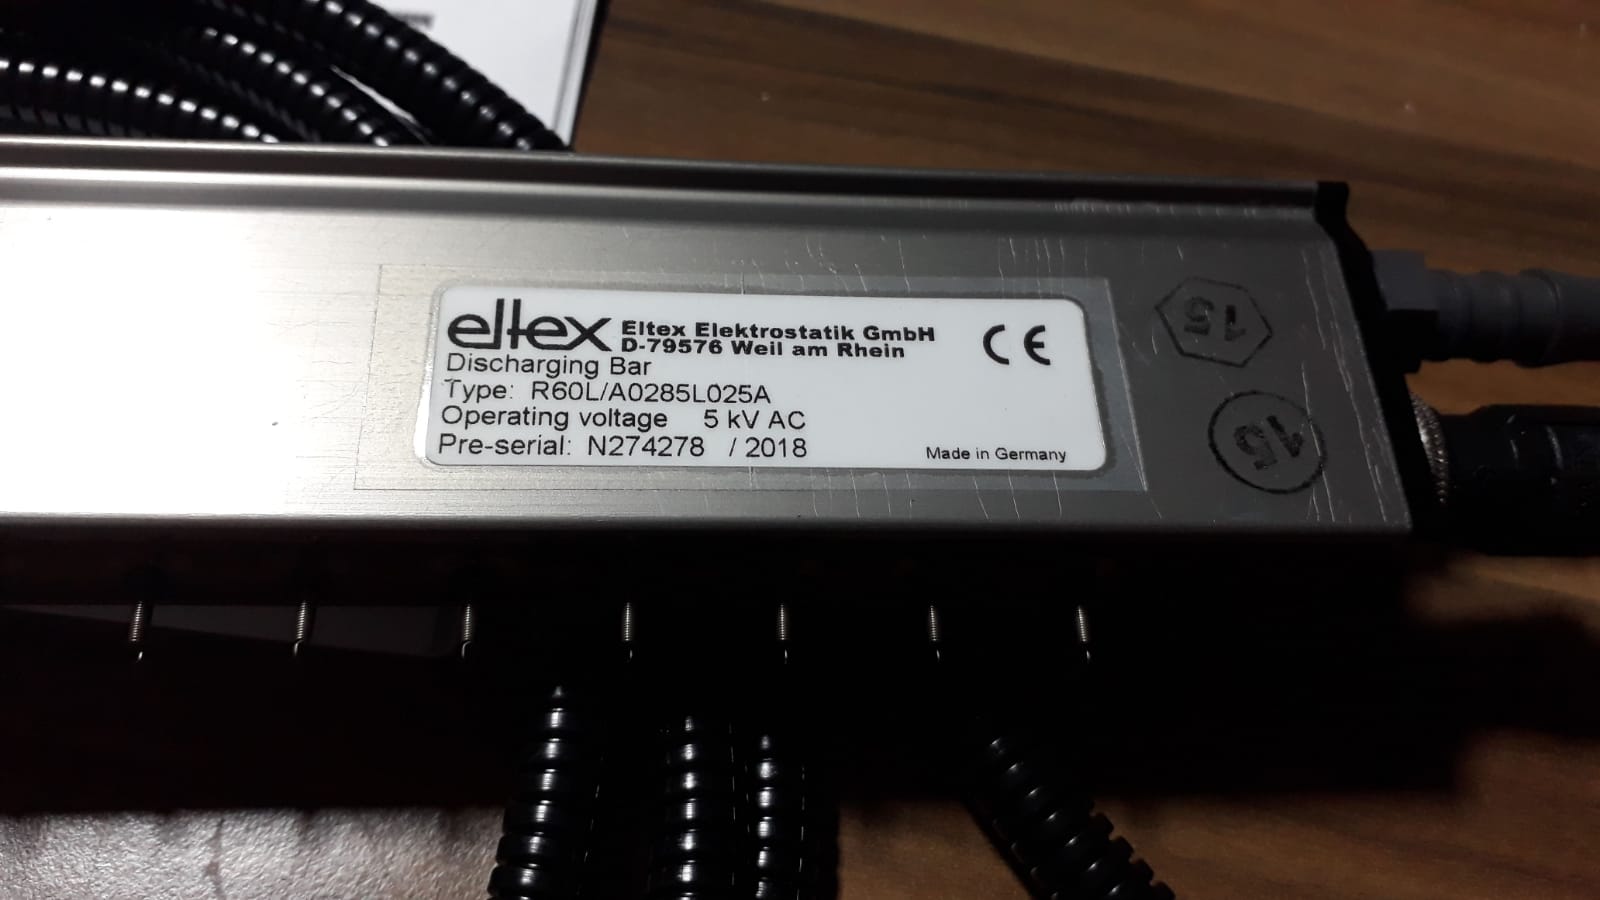 eltex Eltex Elektrostatik GmbH
D-79576 Weil am Rhein
CE
Discharging Bar
Type: R60L/A0285L025A
Operating voltage 5 kV AC
Pre-serial: N274278 / 2018
Made in Germany
15
15